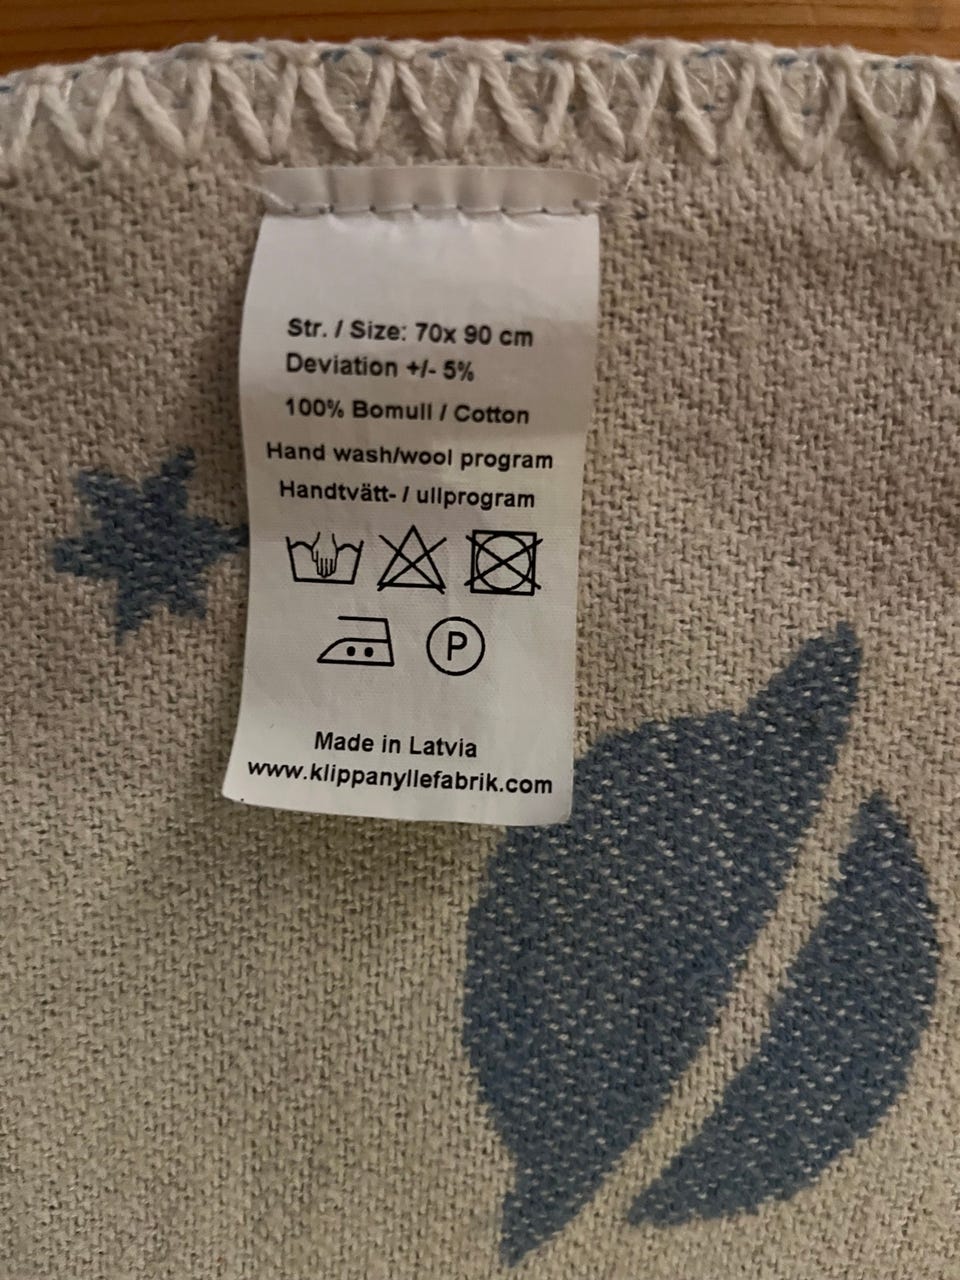 Str. / Size: 70x 90 cm
Deviation +/- 5%
100% Bomull / Cotton
Hand wash/wool program
Handtvätt- / ullprogram
P
Made in Latvia
www.klippanyllefabrik.com